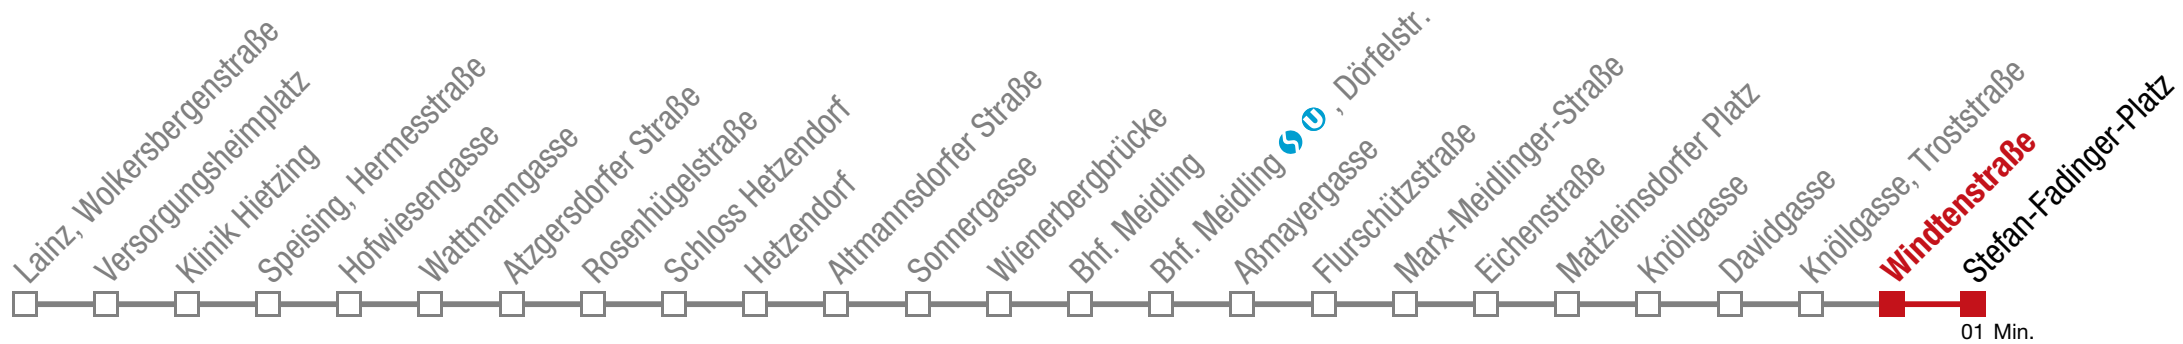 Lainz, Wolkersbergenstraße
Versorgungsheimplatz
Klinik Hietzing
Speising, Hermesstraße
Hofwiesengasse
Wattmanngasse
Atzgersdorfer Straße
Rosenhügelstraße
Schloss Hetzendorf
Hetzendorf
Altmannsdorfer Straße
Sonnergasse
Wienerbergbrücke
Bhf. Meidling
Bhf. Meidling S U , Dörfelstr.
Aßmayergasse
Flurschützstraße
Marx-Meidlinger-Straße
Eichenstraße
Matzleinsdorfer Platz
Knöllgasse
Davidgasse
Knöllgasse, Troststraße
Windtenstraße
Stefan-Fadinger-Platz
01 Min.